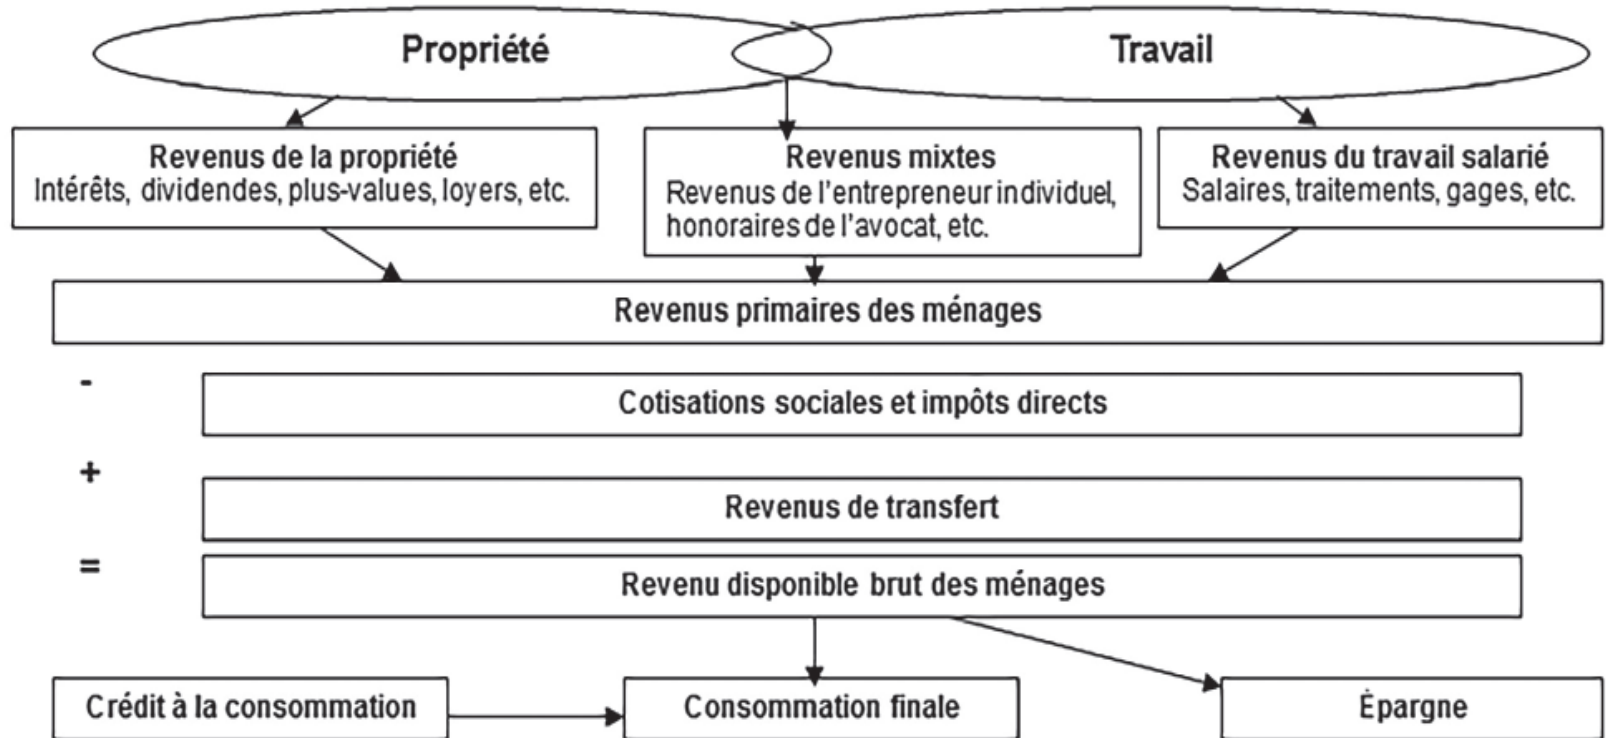 Propriété
Travail
Revenus de la propriété
Intérêts, dividendes, plus-values, loyers, etc.
Revenus mixtes
Revenus de l'entrepreneur individuel,
honoraires de l'avocat, etc.
Revenus du travail salarié
Salaires, traitements, gages, etc.
Revenus primaires des ménages
-
Cotisations sociales et impôts directs
+
Revenus de transfert
=
Revenu disponible brut des ménages
Crédit à la consommation
Consommation finale
Épargne